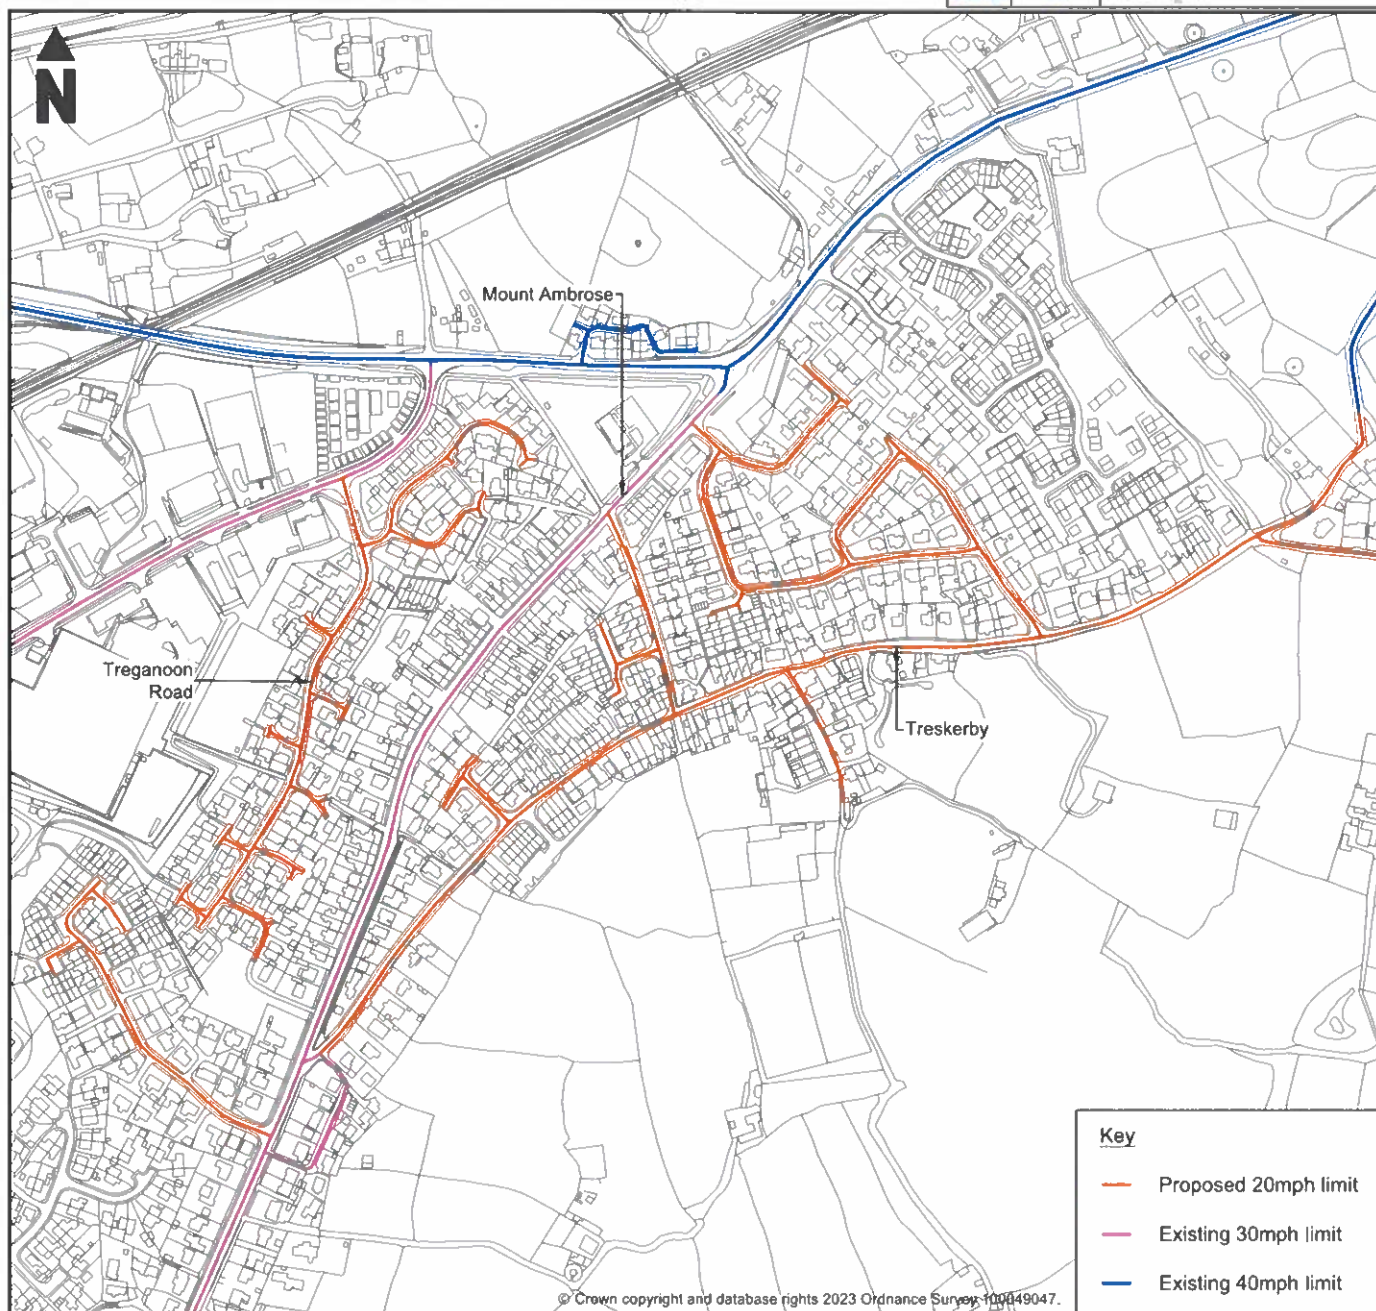 N
Mount Ambrose
Treganoon
Road
Treskerby
Key
Proposed 20mph limit
Existing 30mph limit
Existing 40mph limit
© Crown copyright and database rights 2023 Ordnance Survey 100049047.